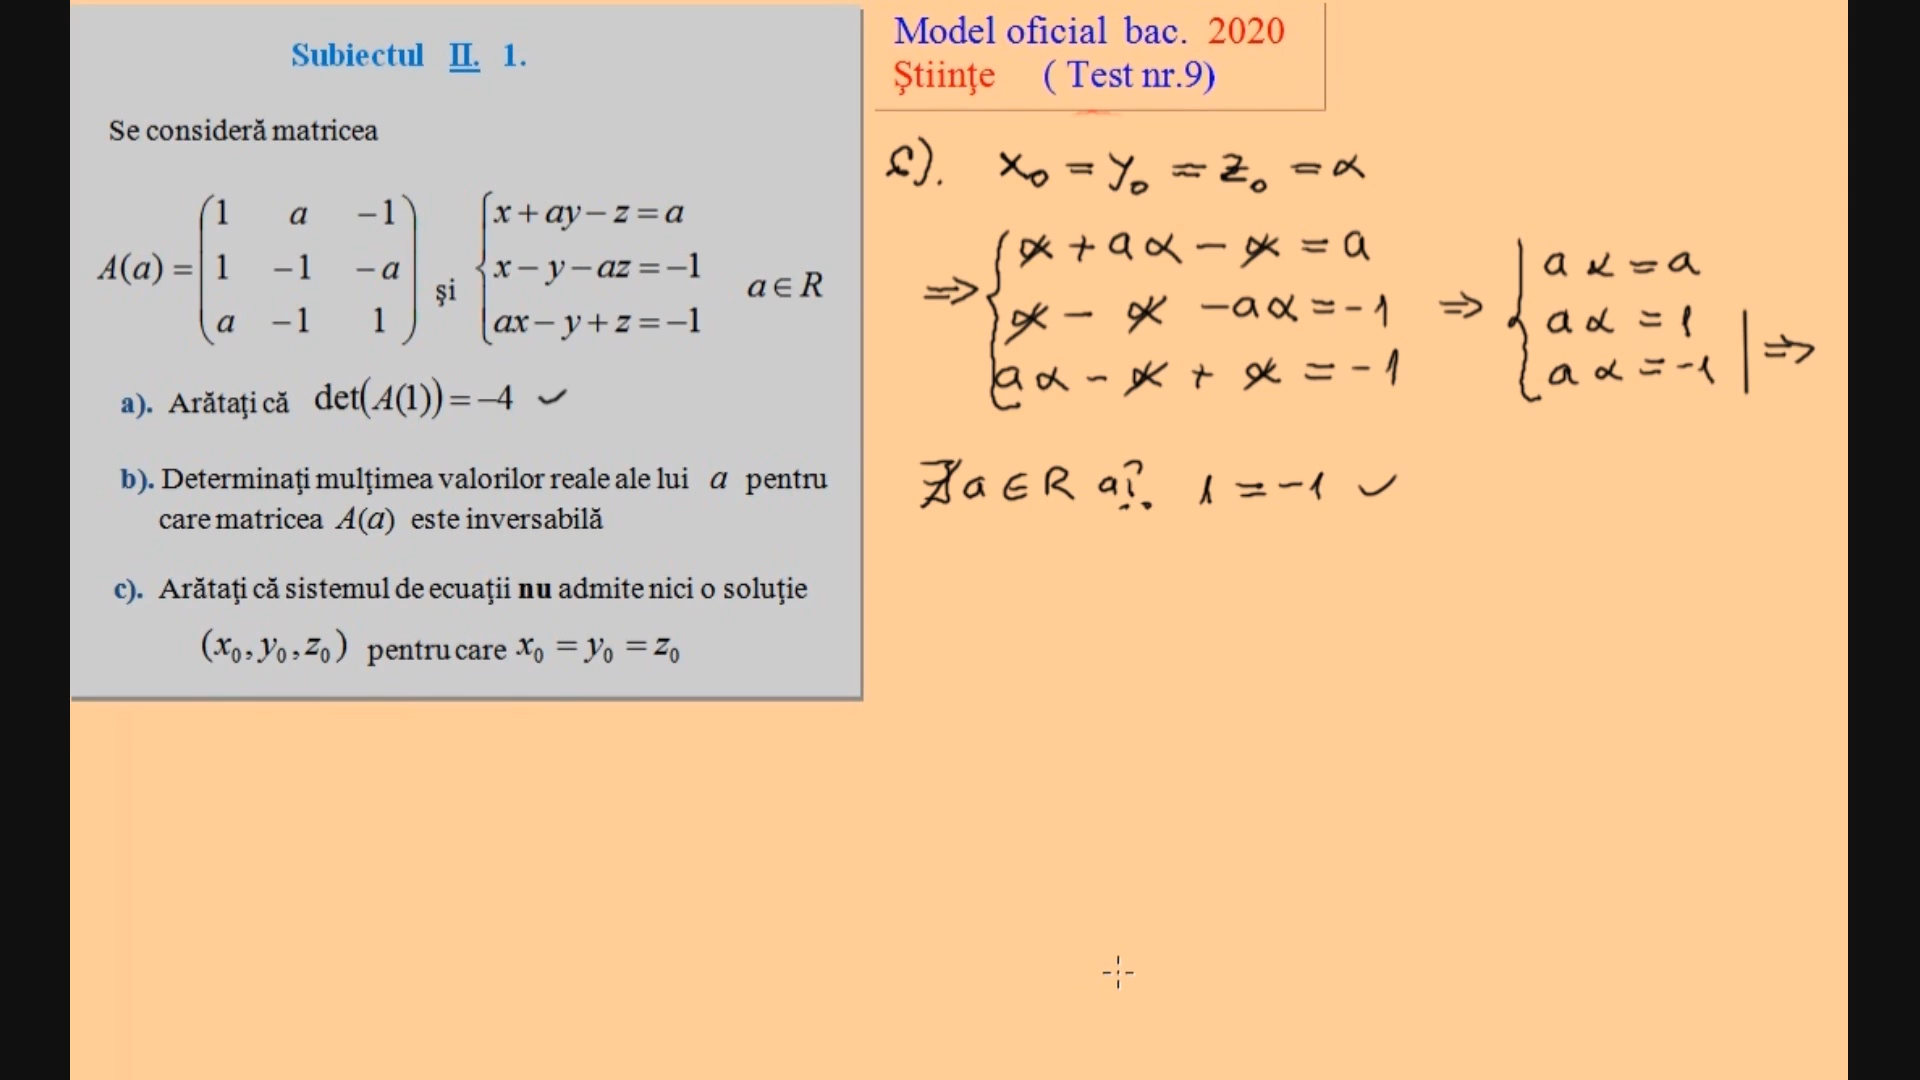 Subiectul II. 1.
Se consideră matricea
A(a) = (1 a -1; 1 -1 -a; a -1 1) şi {x + ay - z = a; x - y - az = -1; ax - y + z = -1 a ∈ R
a). Arătaţi că det(A(1)) = -4 ✓
b). Determinaţi mulţimea valorilor reale ale lui a pentru
care matricea A(a) este inversabilă
c). Arătaţi că sistemul de ecuaţii nu admite nici o soluţie
(x₀, y₀, z₀) pentru care x₀ = y₀ = z₀
Model oficial bac. 2020
Ştiinţe ( Test nr.9)
c). x₀ = y₀ = z₀ = α
⇒ {α + aα - α = a
α - α - aα = -1
aα - α + α = -1
⇒ {aα = a
aα = 1
aα = -1 | ⇒
∄ a ∈ R aî. 1 = -1 ✓